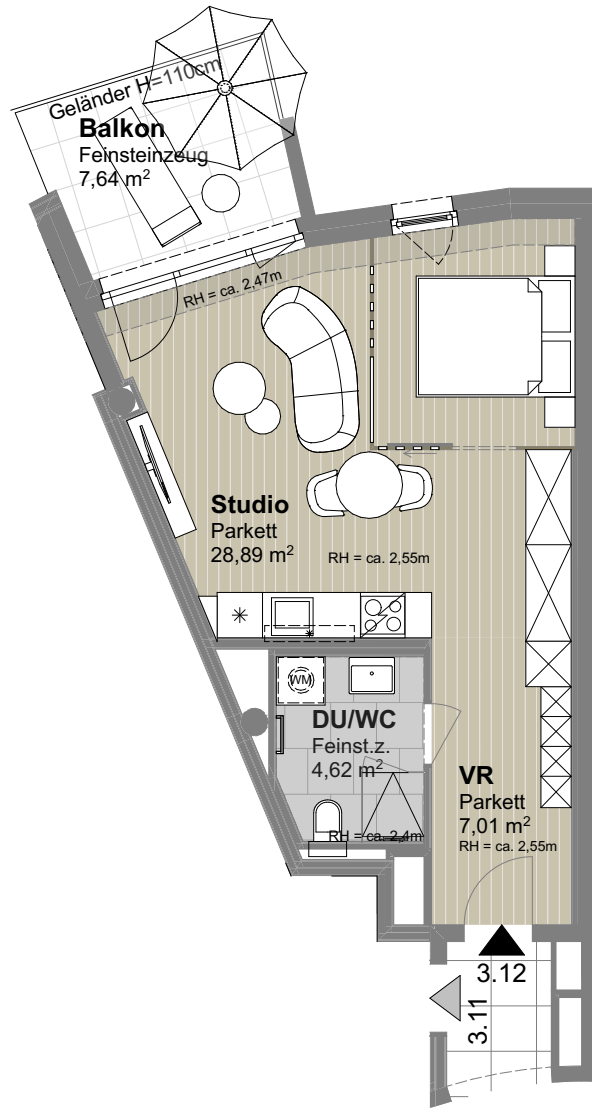 Geländer H=110cm
Balkon
Feinsteinzeug
7,64 m²
RH = ca. 2,47m
Studio
Parkett
28,89 m²
RH = ca. 2,55m
WM
DU/WC
Feinst.z.
4,62 m²
RH = ca. 2,4m
VR
Parkett
7,01 m²
RH = ca. 2,55m
3.12
3.11